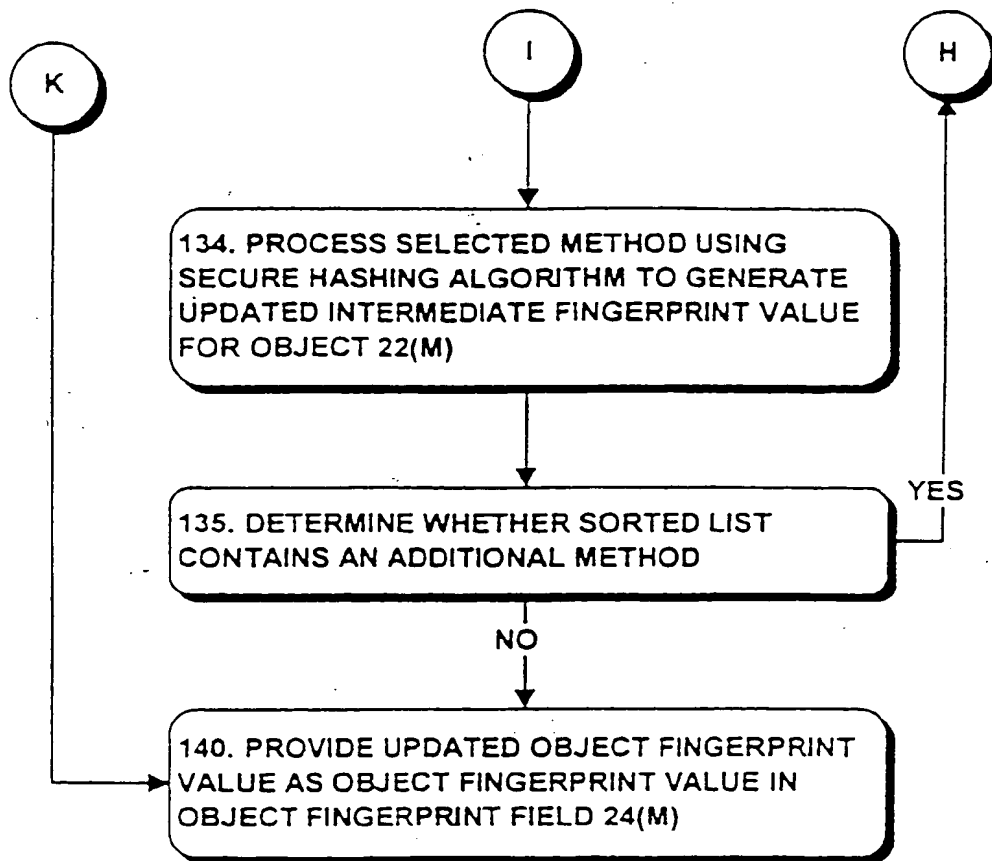 K
I
H
134. PROCESS SELECTED METHOD USING
SECURE HASHING ALGORITHM TO GENERATE
UPDATED INTERMEDIATE FINGERPRINT VALUE
FOR OBJECT 22(M)
YES
135. DETERMINE WHETHER SORTED LIST
CONTAINS AN ADDITIONAL METHOD
NO
140. PROVIDE UPDATED OBJECT FINGERPRINT
VALUE AS OBJECT FINGERPRINT VALUE IN
OBJECT FINGERPRINT FIELD 24(M)